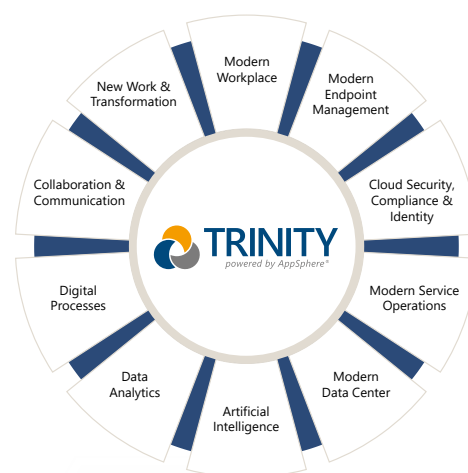 Modern
Workplace
Modern
Endpoint
Management
Cloud Security,
Compliance &
Identity
Modern Service
Operations
Modern
Data Center
Artificial
Intelligence
Data
Analytics
Digital
Processes
Collaboration &
Communication
New Work &
Transformation
TRINITY
powered by AppSphere®